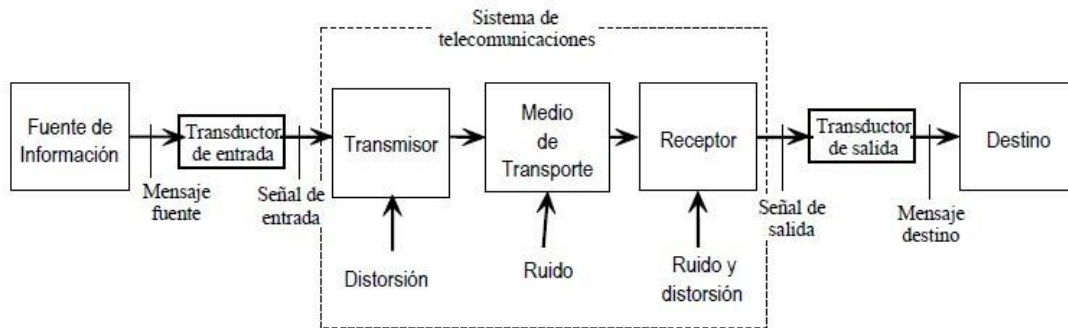 Sistema de
telecomunicaciones
Fuente de
Información
Transductor
de entrada
Transmisor
Medio
de
Transporte
Receptor
Transductor
de salida
Destino
Mensaje
fuente
Señal de
entrada
Señal de
salida
Mensaje
destino
Distorsión
Ruido
Ruido y
distorsión